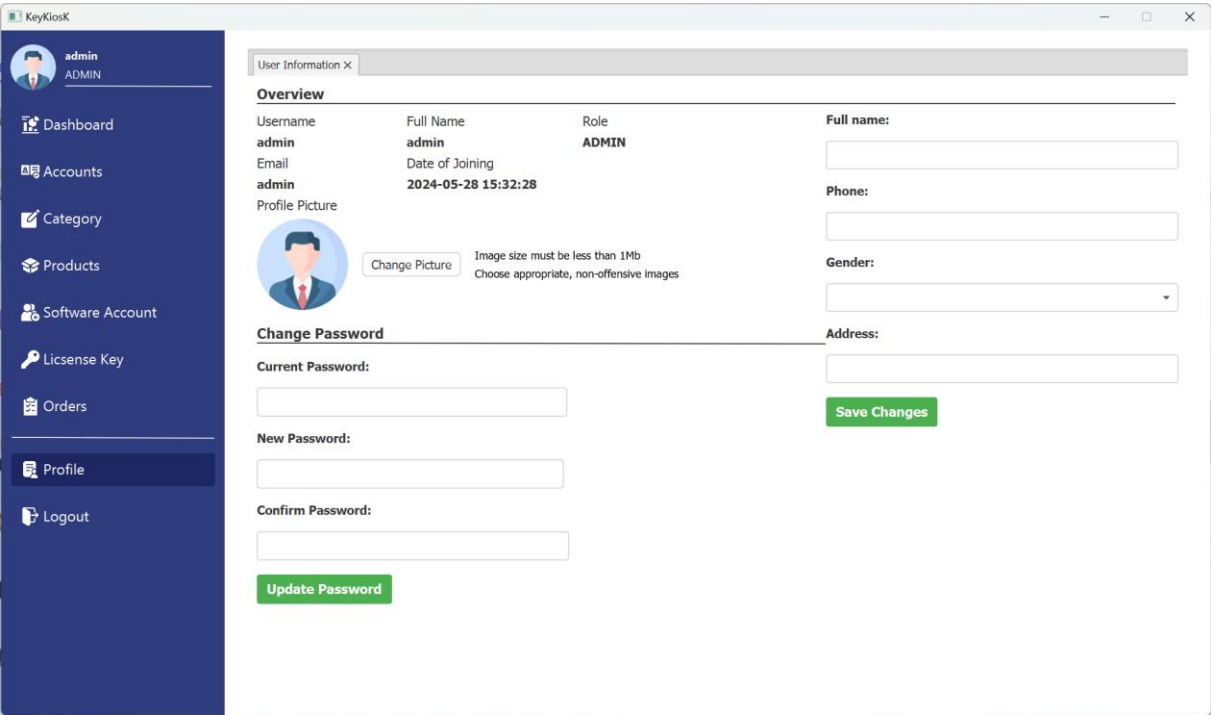 KeyKiosK
admin
ADMIN
Dashboard
Accounts
Category
Products
Software Account
Licsense Key
Orders
Profile
Logout
User Information
Overview
Username Full Name Role
admin admin ADMIN
Email Date of Joining
admin 2024-05-28 15:32:28
Profile Picture
Change Picture
Image size must be less than 1Mb
Choose appropriate, non-offensive images
Change Password
Current Password:
New Password:
Confirm Password:
Update Password
Full name:
Phone:
Gender:
Address:
Save Changes